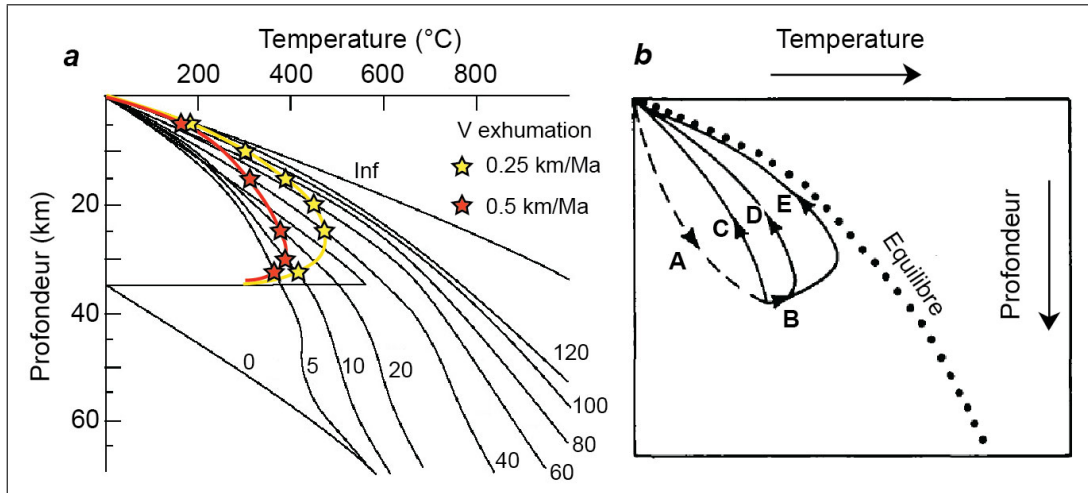 a
Temperature (°C)
200 400 600 800
V exhumation
0.25 km/Ma
0.5 km/Ma
Inf
Profondeur (km)
20
40
60
0
5
10
20
40
60
80
100
120
b
Temperature
Profondeur
Equilibre
A
B
C
D
E